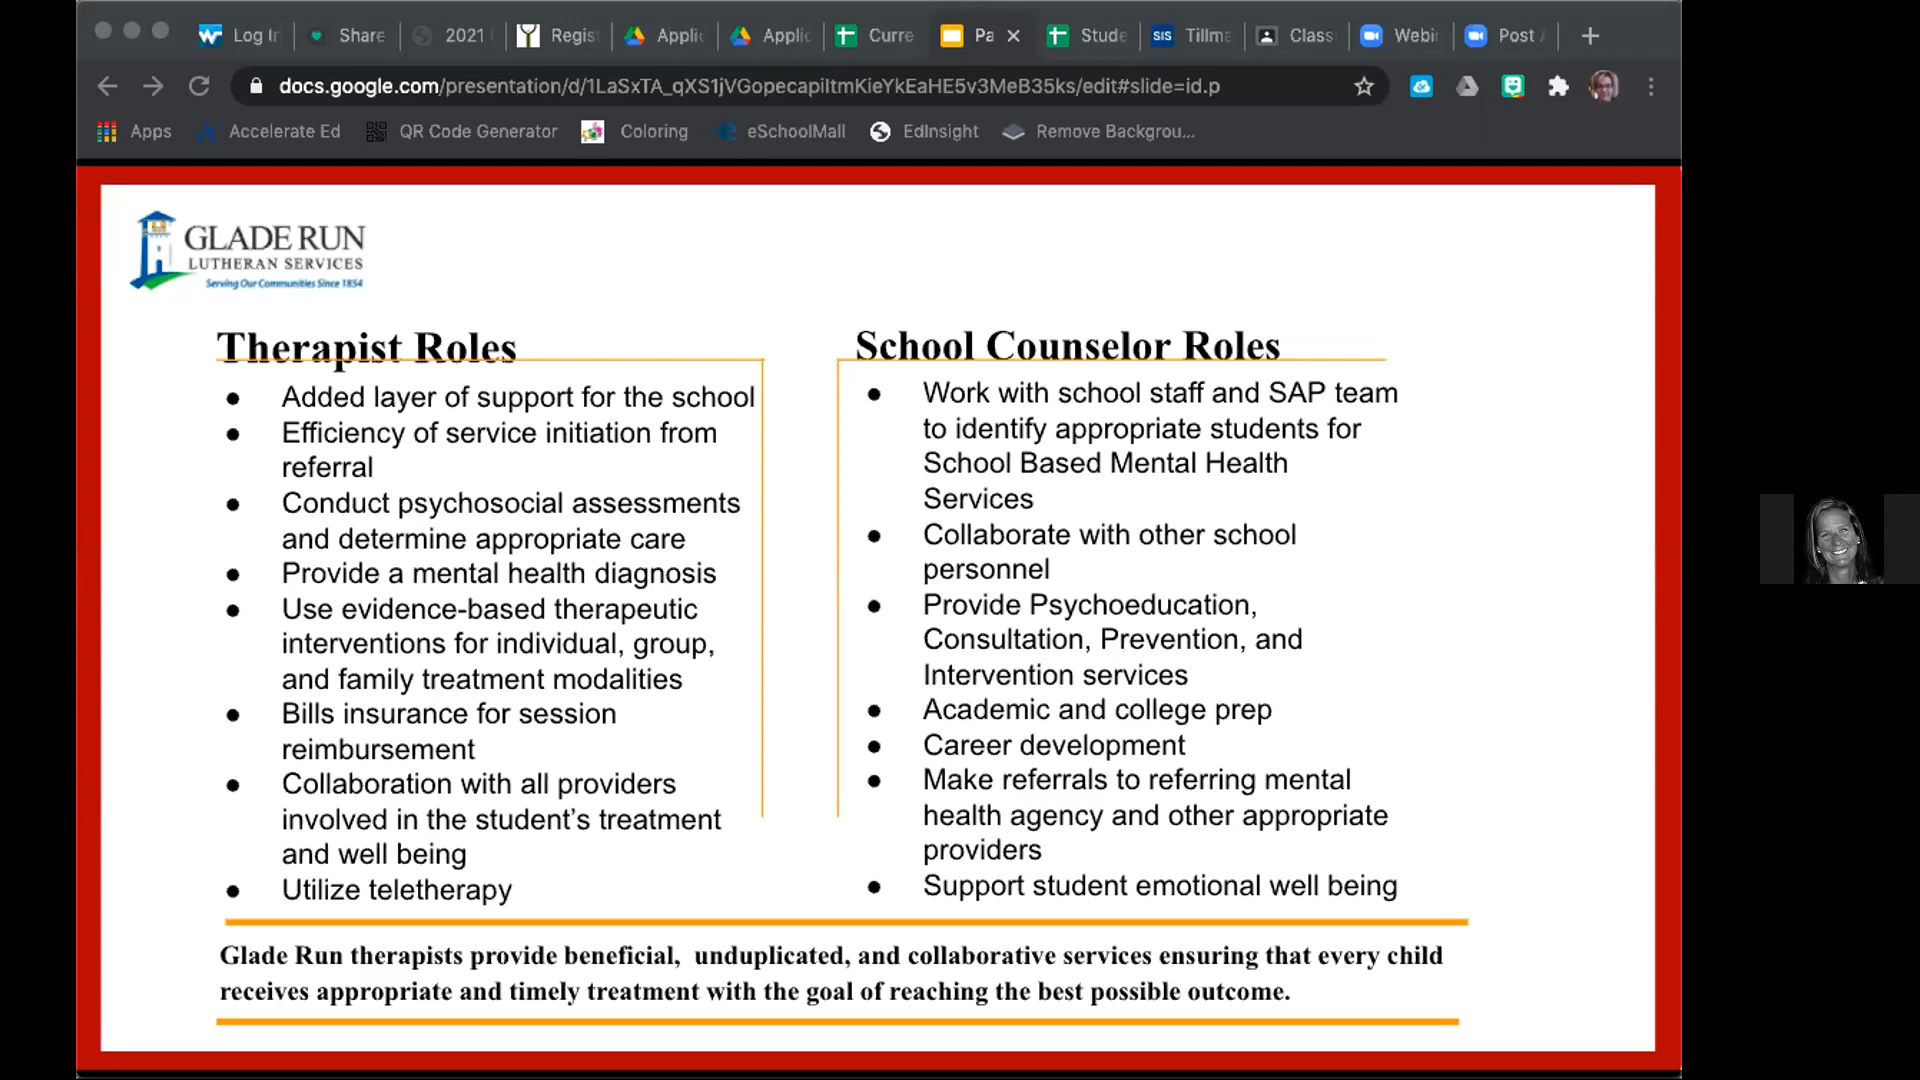 Log In
Share
2021
Regis
Applic
Applic
Curre
Pa
Stude
SIS
Tillma
Class
Webi
Post
docs.google.com/presentation/d/1LaSxTA_qXS1jVGopecapiItmKieYkEaHE5v3MeB35ks/edit#slide=id.p
Apps
Accelerate Ed
QR Code Generator
Coloring
eSchoolMall
EdInsight
Remove Backgrou...
GLADE RUN
LUTHERAN SERVICES
Serving Our Communities Since 1854
Therapist Roles
● Added layer of support for the school
● Efficiency of service initiation from
referral
● Conduct psychosocial assessments
and determine appropriate care
● Provide a mental health diagnosis
● Use evidence-based therapeutic
interventions for individual, group,
and family treatment modalities
● Bills insurance for session
reimbursement
● Collaboration with all providers
involved in the student’s treatment
and well being
● Utilize teletherapy
School Counselor Roles
● Work with school staff and SAP team
to identify appropriate students for
School Based Mental Health
Services
● Collaborate with other school
personnel
● Provide Psychoeducation,
Consultation, Prevention, and
Intervention services
● Academic and college prep
● Career development
● Make referrals to referring mental
health agency and other appropriate
providers
● Support student emotional well being
Glade Run therapists provide beneficial, unduplicated, and collaborative services ensuring that every child
receives appropriate and timely treatment with the goal of reaching the best possible outcome.